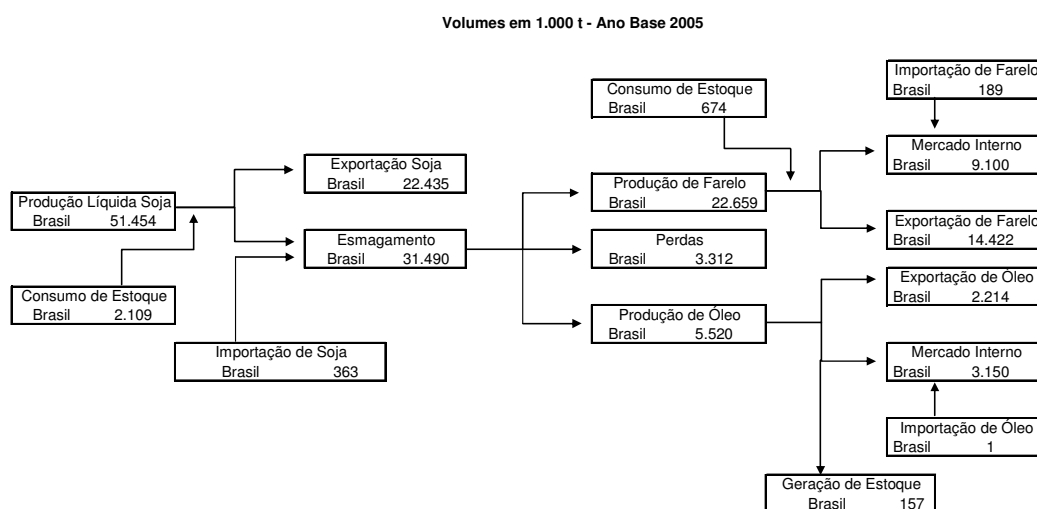 Volumes em 1.000 t - Ano Base 2005
Consumo de Estoque
Brasil 674
Importação de Farelo
Brasil 189
Exportação Soja
Brasil 22.435
Mercado Interno
Brasil 9.100
Produção Líquida Soja
Brasil 51.454
Produção de Farelo
Brasil 22.659
Esmagamento
Brasil 31.490
Perdas
Brasil 3.312
Exportação de Farelo
Brasil 14.422
Consumo de Estoque
Brasil 2.109
Exportação de Óleo
Brasil 2.214
Produção de Óleo
Brasil 5.520
Importação de Soja
Brasil 363
Mercado Interno
Brasil 3.150
Importação de Óleo
Brasil 1
Geração de Estoque
Brasil 157